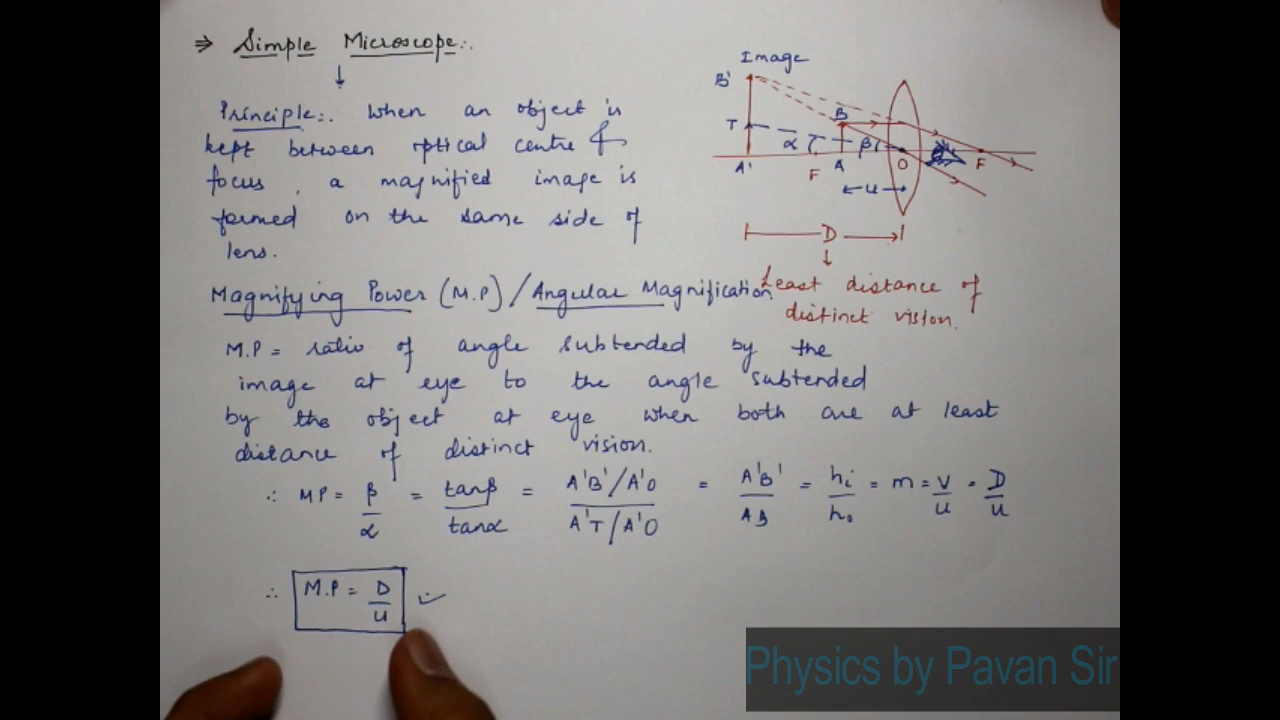 ⇒ Simple Microscope:.
↓
Principle:. When an object is
kept between optical centre &
focus, a magnified image is
formed on the same side of
lens.
Image
B'
T
A'
α
B
β
F
A
O
F
u
D
↓
Least distance of
distinct vision.
Magnifying Power (M.P) / Angular Magnification
M.P = ratio of angle subtended by the
image at eye to the angle subtended
by the object at eye when both are at least
distance of distinct vision.
∴ MP = β/α = tanβ/tanα = (A'B'/A'O)/(A'T/A'O) = A'B'/AB = hi/ho = m = v/u = D/u
∴ M.P = D/u
Physics by Pavan Sir